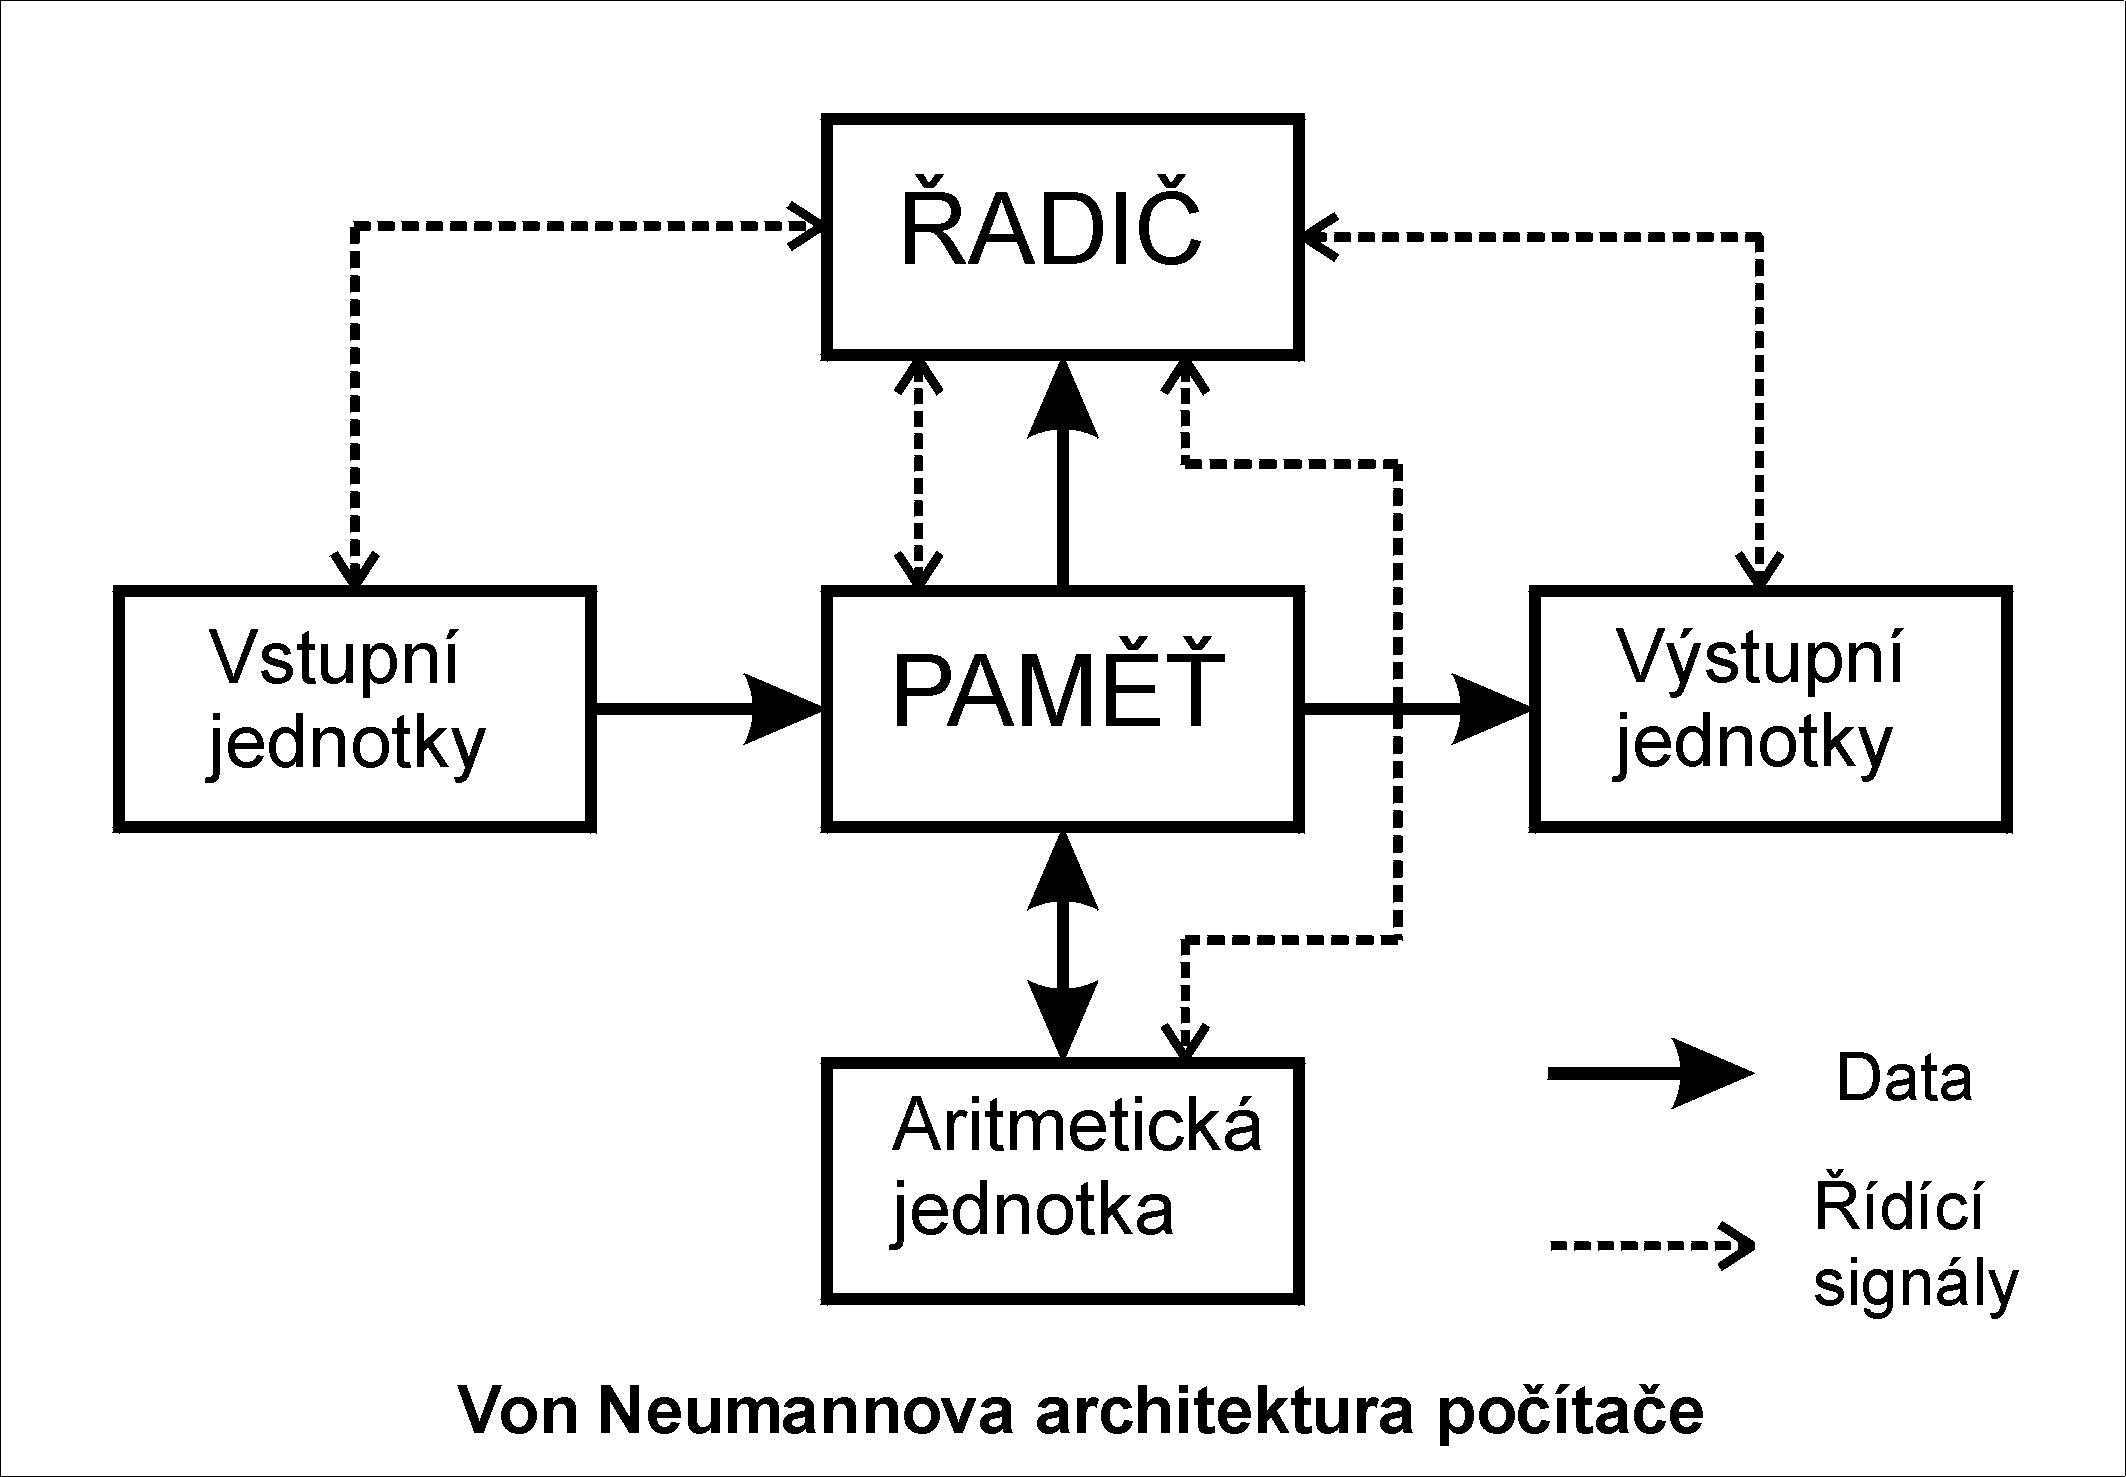 ŘADIČ
Vstupní
jednotky
PAMĚŤ
Výstupní
jednotky
Aritmetická
jednotka
Data
Řídící
signály
Von Neumannova architektura počítače